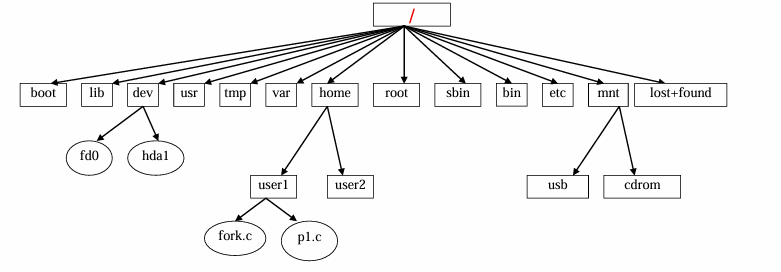 /
boot
lib
dev
usr
tmp
var
home
root
sbin
bin
etc
mnt
lost+found
fd0
hda1
user1
user2
usb
cdrom
fork.c
p1.c